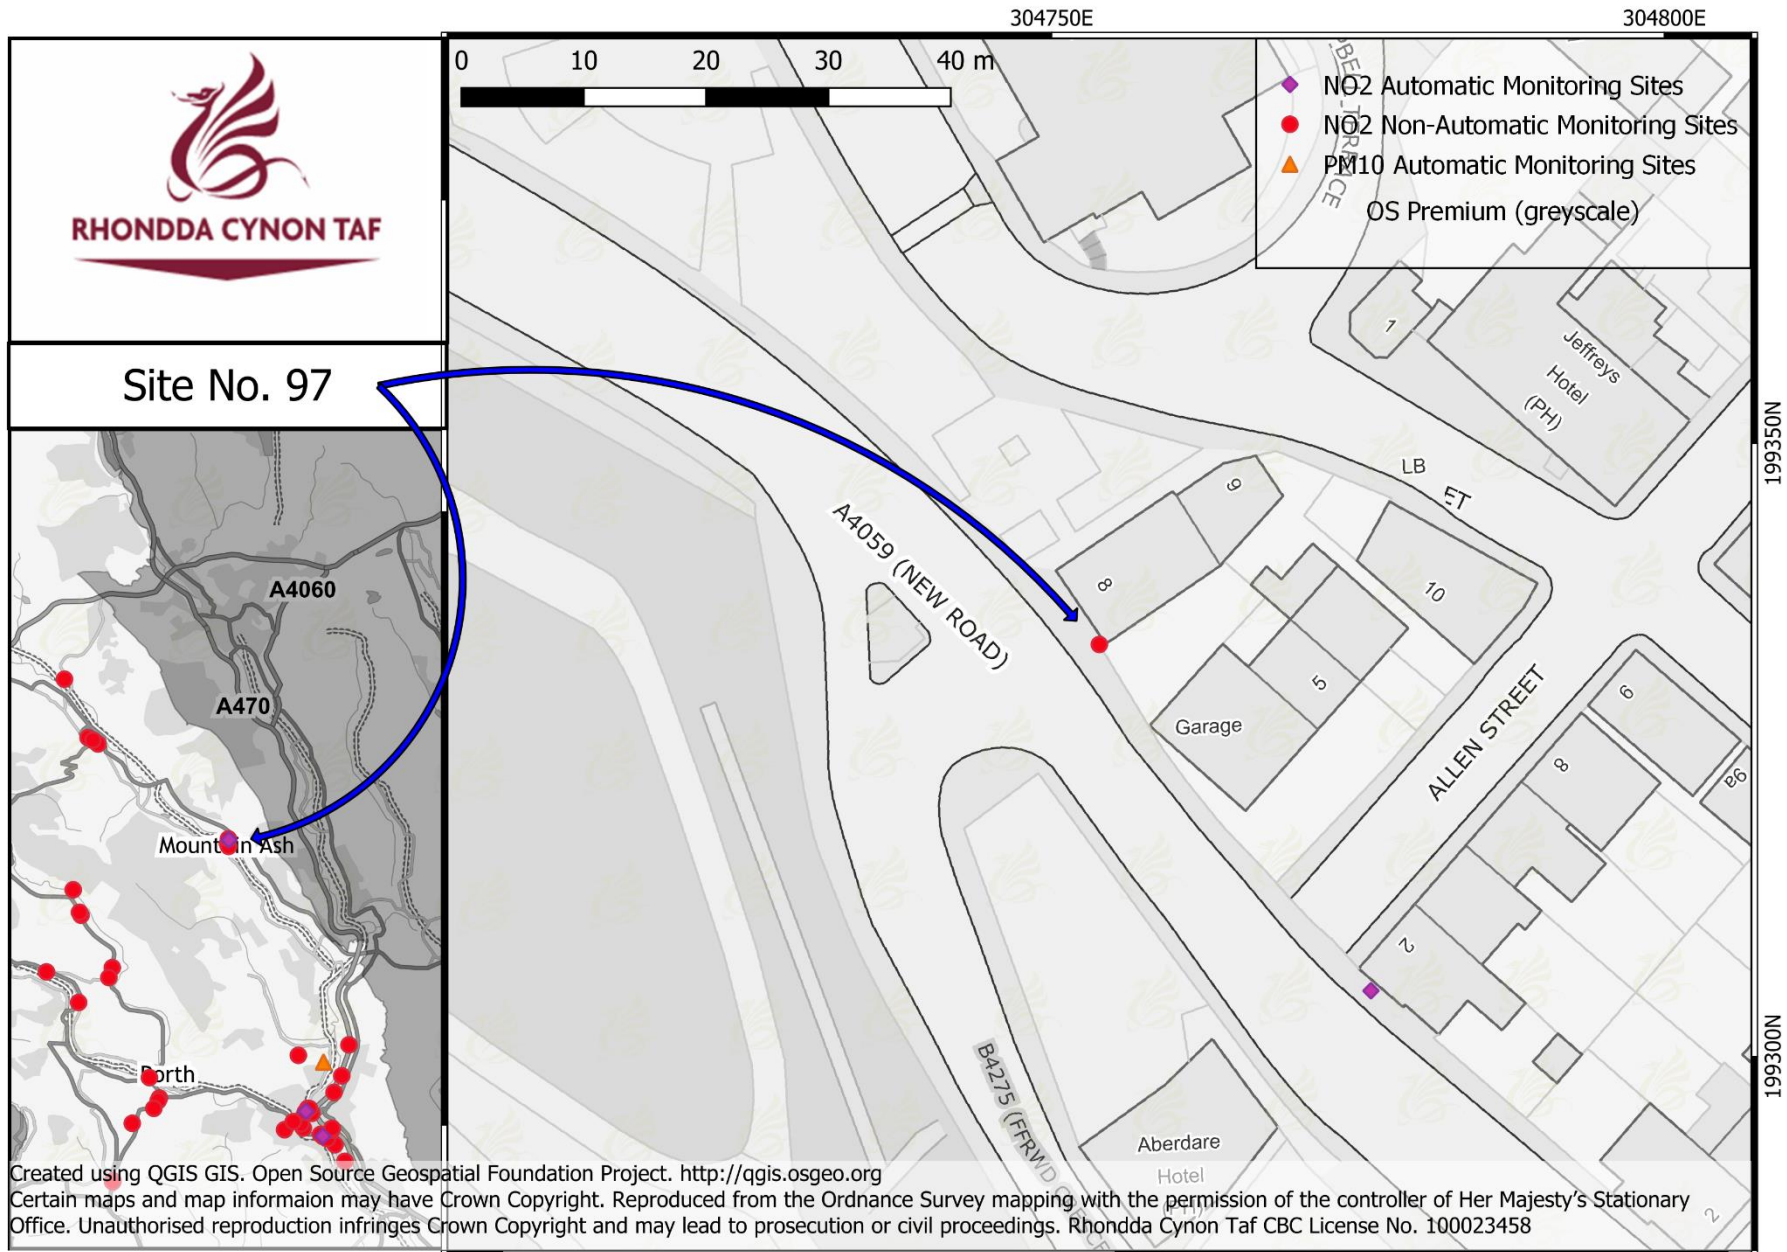 304750E
304800E
RHONDDA CYNON TAF
0 10 20 30 40 m
NO2 Automatic Monitoring Sites
NO2 Non-Automatic Monitoring Sites
PM10 Automatic Monitoring Sites
OS Premium (greyscale)
Site No. 97
1
Jeffreys
Hotel
(PH)
199350N
LB
ET
9
8
10
A4059 (NEW ROAD)
5
Garage
ALLEN STREET
9
8
9a
2
199300N
B4275 (FFRWD
Aberdare
Hotel
2
A4060
A470
Mountain Ash
Porth
Created using QGIS GIS. Open Source Geospatial Foundation Project. http://qgis.osgeo.org
Certain maps and map informaion may have Crown Copyright. Reproduced from the Ordnance Survey mapping with the permission of the controller of Her Majesty's Stationary
Office. Unauthorised reproduction infringes Crown Copyright and may lead to prosecution or civil proceedings. Rhondda Cynon Taf CBC License No. 100023458